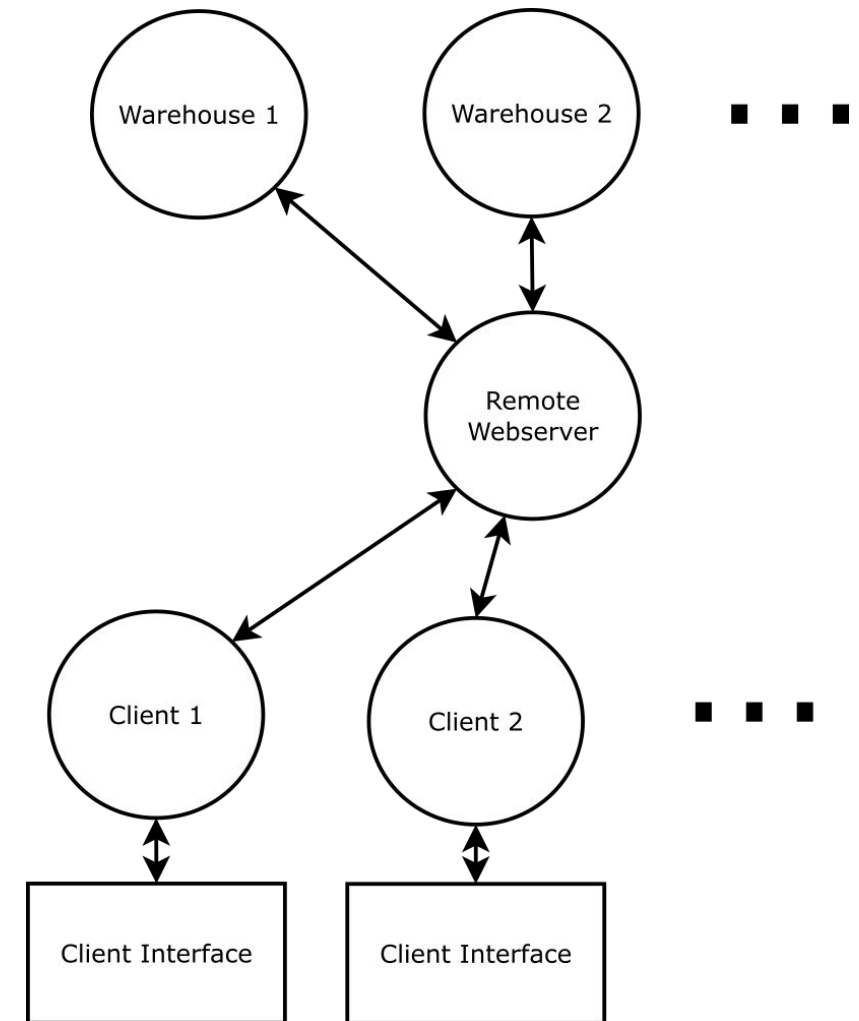 Warehouse 1
Warehouse 2
Remote
Webserver
Client 1
Client 2
Client Interface
Client Interface